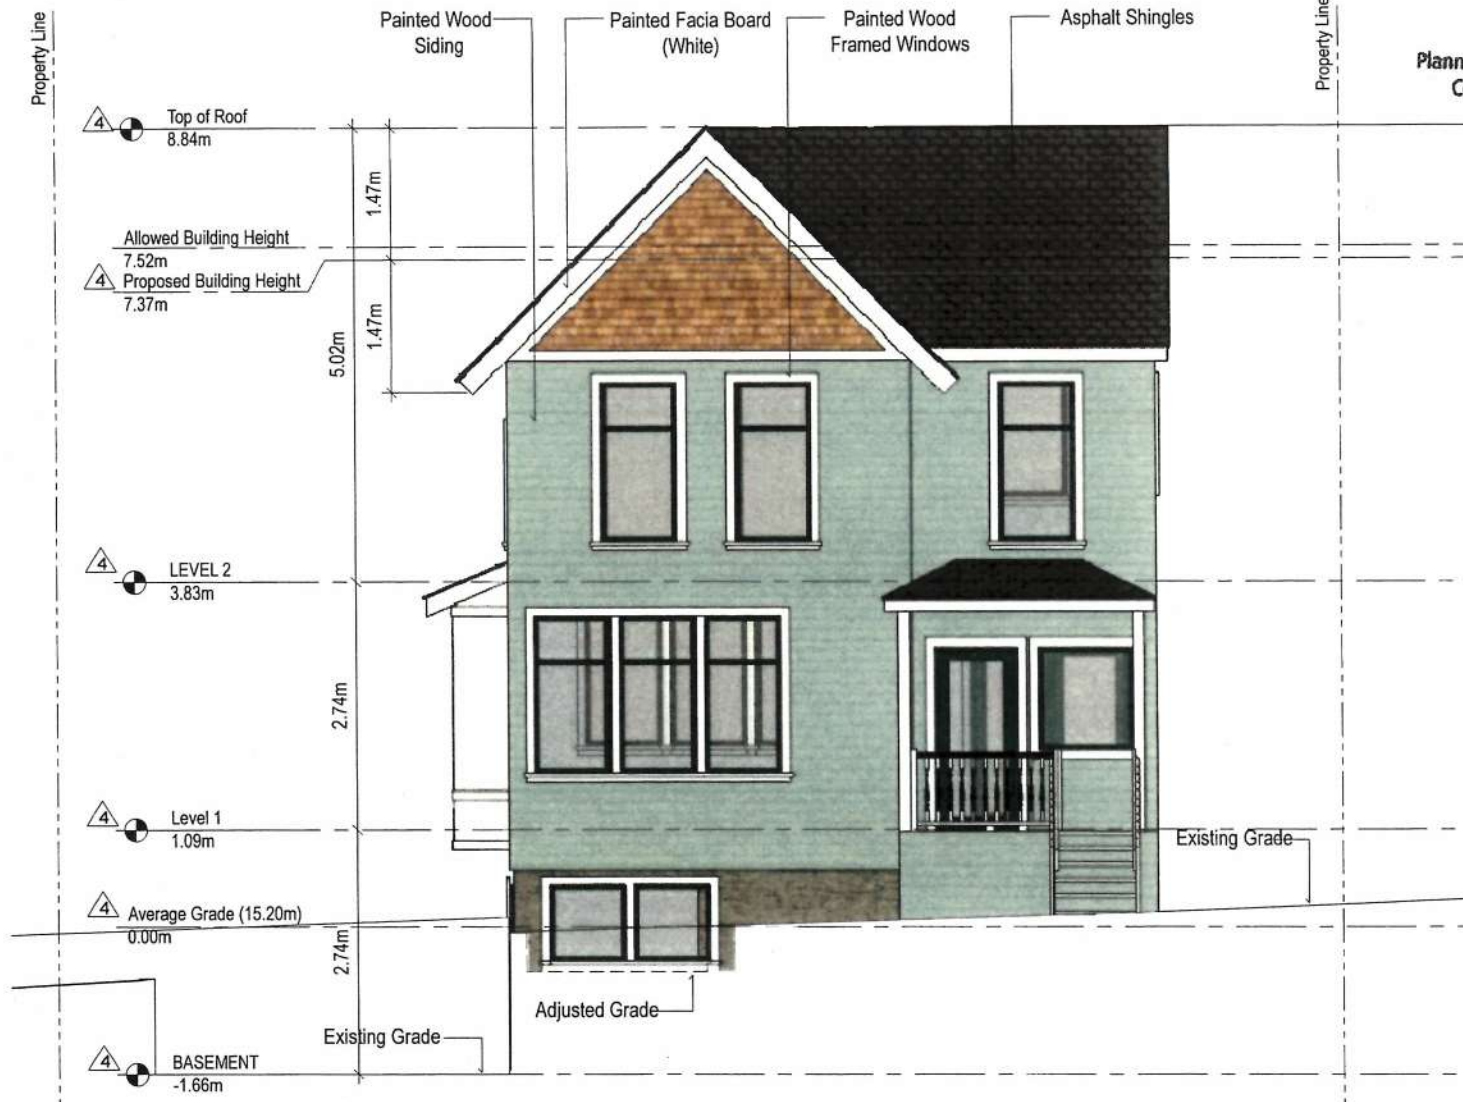 Property Line
Painted Wood
Siding
Painted Facia Board
(White)
Painted Wood
Framed Windows
Asphalt Shingles
Property Line
4
Top of Roof
8.84m
1.47m
Allowed Building Height
7.52m
4
Proposed Building Height
7.37m
1.47m
5.02m
4
LEVEL 2
3.83m
2.74m
4
Level 1
1.09m
Existing Grade
4
Average Grade (15.20m)
0.00m
2.74m
Adjusted Grade
Existing Grade
4
BASEMENT
-1.66m